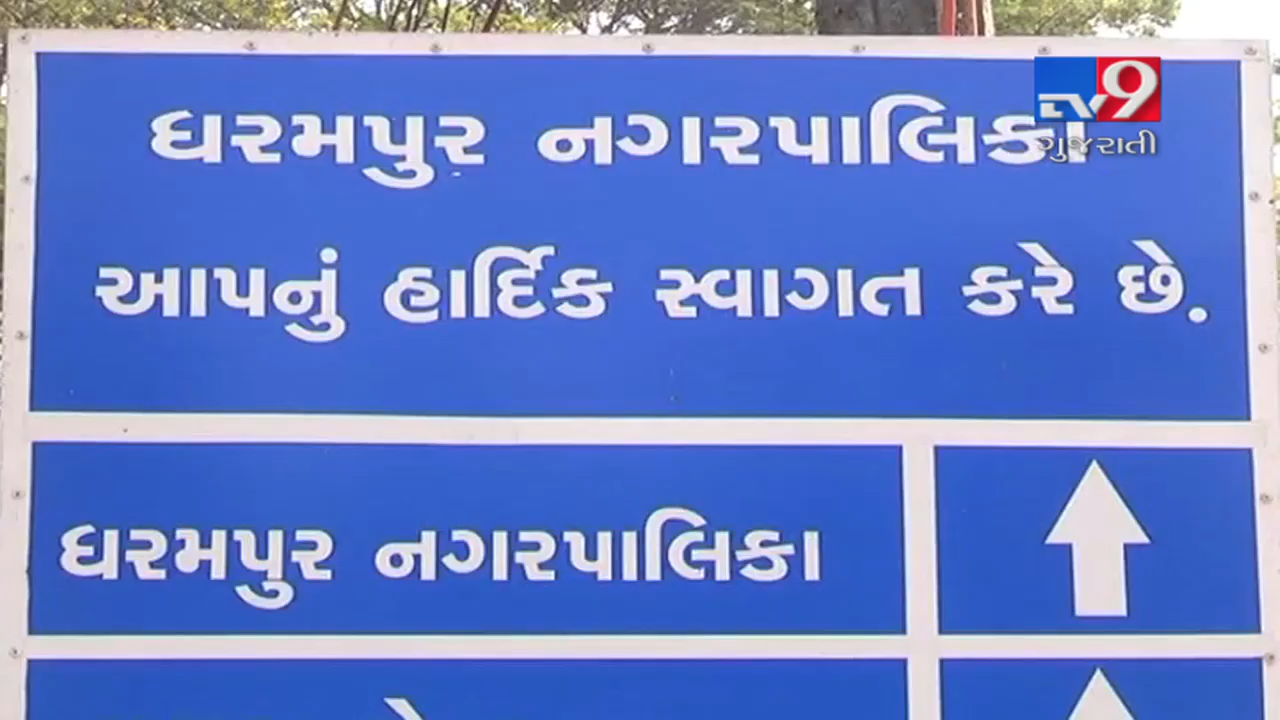 ધરમપુર નગરપાલિકા
TV9
ગુજરાતી
આપનું હાર્દિક સ્વાગત કરે છે.
ધરમપુર નગરપાલિકા